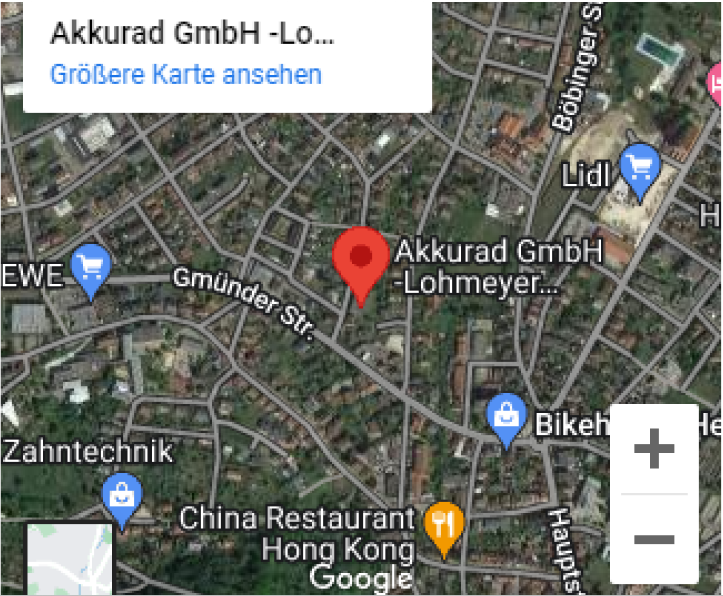 Akkurad GmbH -Lo...
Größere Karte ansehen
Böbinger S
Lidl
H
Akkurad GmbH
-Lohmeyer...
EWE
Gmünder Str.
Bikeh
He
Zahntechnik
China Restaurant
Hong Kong
Haupts
Google